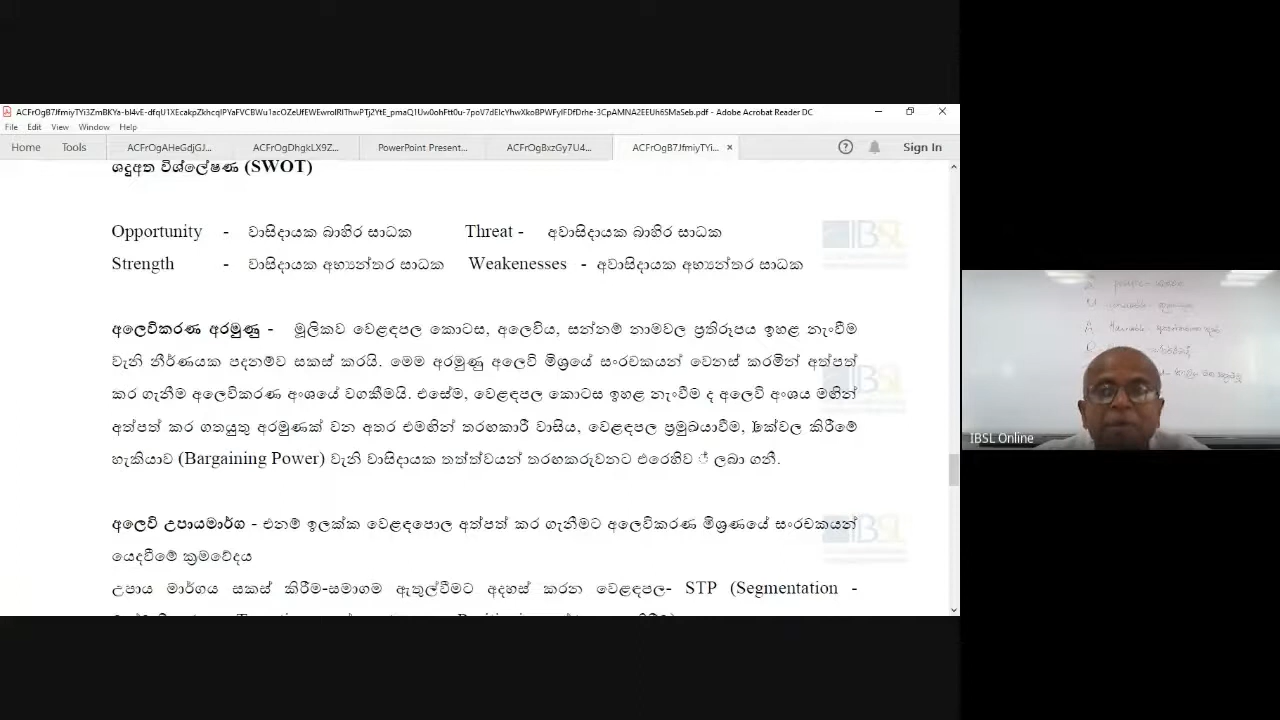 ACFrOgB7JfmiyTYi3ZmBKYa-bl4vE-dfqU1XEcakpZkhcqIPVaFVCBWu1acOZeUfEWEwrolRIThwPTj2YtE_pmaQ1Uw0ohFtt0u-7poV7dElcYhwXkoBPWFylFDfDrhe-3CpAMNA2EEUh6SMaSeb.pdf - Adobe Acrobat Reader DC
File Edit View Window Help
Home Tools ACFrOgAHeGdjGJ... ACFrOgDhgkLX9Z... PowerPoint Present... ACFrOgBxzGy7U4... ACFrOgB7JfmiyTYi... Sign In
ශදුඅත විශ්ලේෂණ (SWOT)
Opportunity - වාසිදායක බාහිර සාධක Threat - අවාසිදායක බාහිර සාධක
Strength - වාසිදායක අභ්‍යන්තර සාධක Weakenesses - අවාසිදායක අභ්‍යන්තර සාධක
අලෙවිකරණ අරමුණු - මූලිකව වෙළඳපල කොටස, අලෙවිය, සන්නම් නාමවල ප්‍රතිරූපය ඉහළ නැංවීම
වැනි නිර්ණයක පදනම්ව සකස් කරයි. මෙම අරමුණු අලෙවි මිශ්‍රයේ සංරචකයන් වෙනස් කරමින් අත්පත්
කර ගැනීම අලෙවිකරණ අංශයේ වගකීමයි. එසේම, වෙළඳපල කොටස ඉහළ නැංවීම ද අලෙවි අංශය මඟින්
අත්පත් කර ගතයුතු අරමුණක් වන අතර එමඟින් තරඟකාරී වාසිය, වෙළඳපල ප්‍රමුඛයාවීම, කේවල කිරීමේ
හැකියාව (Bargaining Power) වැනි වාසිදායක තත්ත්වයන් තරඟකරුවනට එරෙහිව ් ලබා ගනී.
අලෙවි උපායමාර්ග - එනම් ඉලක්ක වෙළඳපොල අත්පත් කර ගැනීමට අලෙවිකරණ මිශ්‍රණයේ සංරචකයන්
යෙදවීමේ ක්‍රමවේදය
උපාය මාර්ගය සකස් කිරීම-සමාගම ඇතුල්වීමට අදහස් කරන වෙළඳපල- STP (Segmentation -
IBSL Online